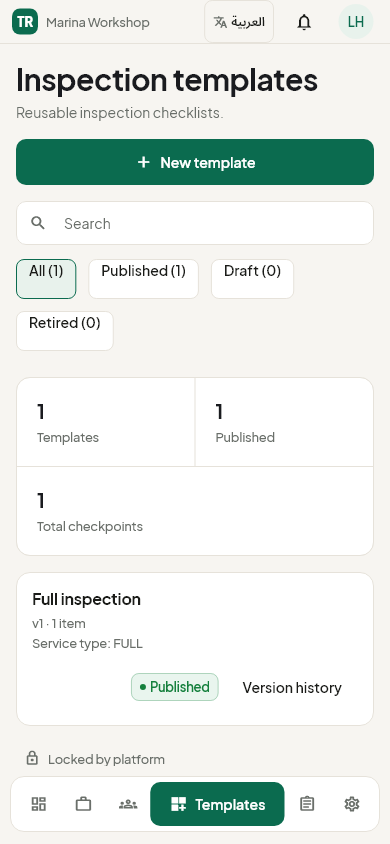 TR Marina Workshop العربية LH
Inspection templates
Reusable inspection checklists.
+ New template
Search
All (1) Published (1) Draft (0)
Retired (0)
1 1
Templates Published
1
Total checkpoints
Full inspection
v1 · 1 item
Service type: FULL
Published Version history
Locked by platform
Templates